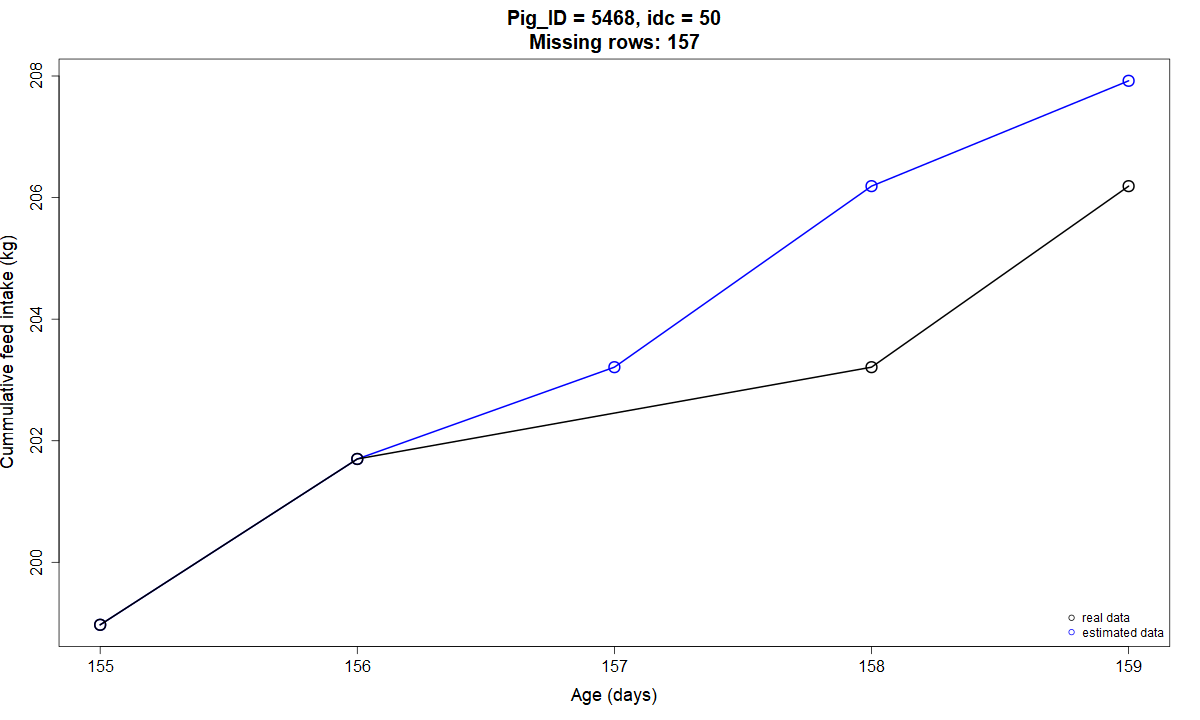 Pig_ID = 5468, idc = 50
Missing rows: 157
Cummulative feed intake (kg)
208
206
204
202
200
155 156 157 158 159
Age (days)
real data
estimated data